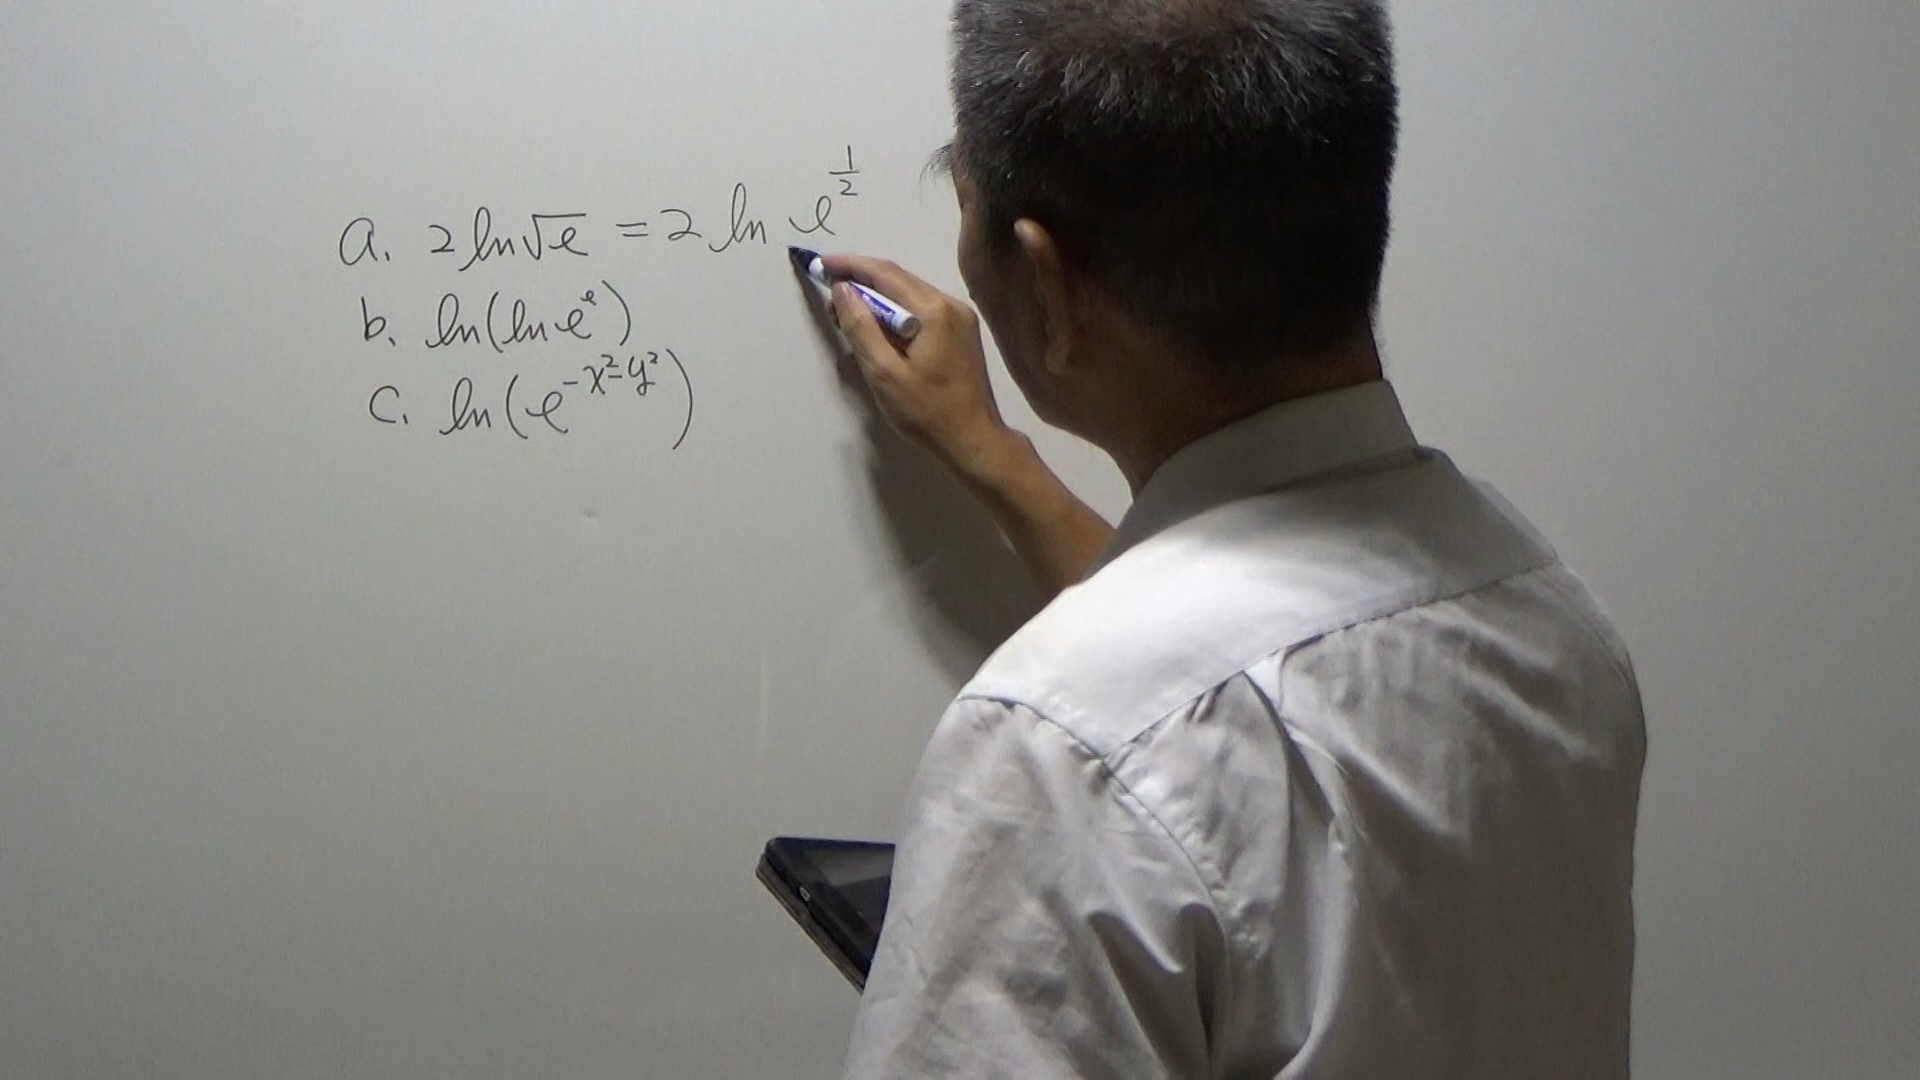 a. 2 ln√e = 2 ln e^{1/2}
b. ln(ln e^e)
c. ln(e^{-x²-y²})